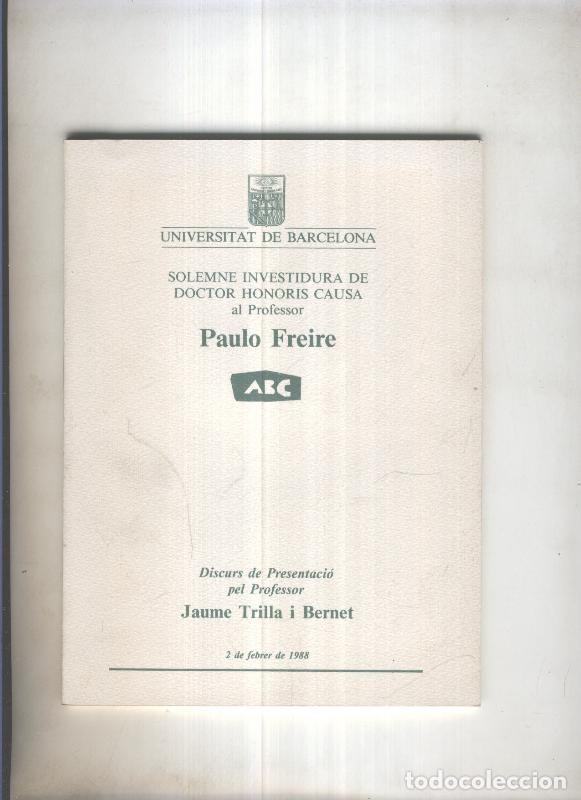 UNIVERSITAT DE BARCELONA
SOLEMNE INVESTIDURA DE
DOCTOR HONORIS CAUSA
al Professor
Paulo Freire
ABC
Discurs de Presentació
pel Professor
Jaume Trilla i Bernet
2 de febrer de 1988
todocoleccion